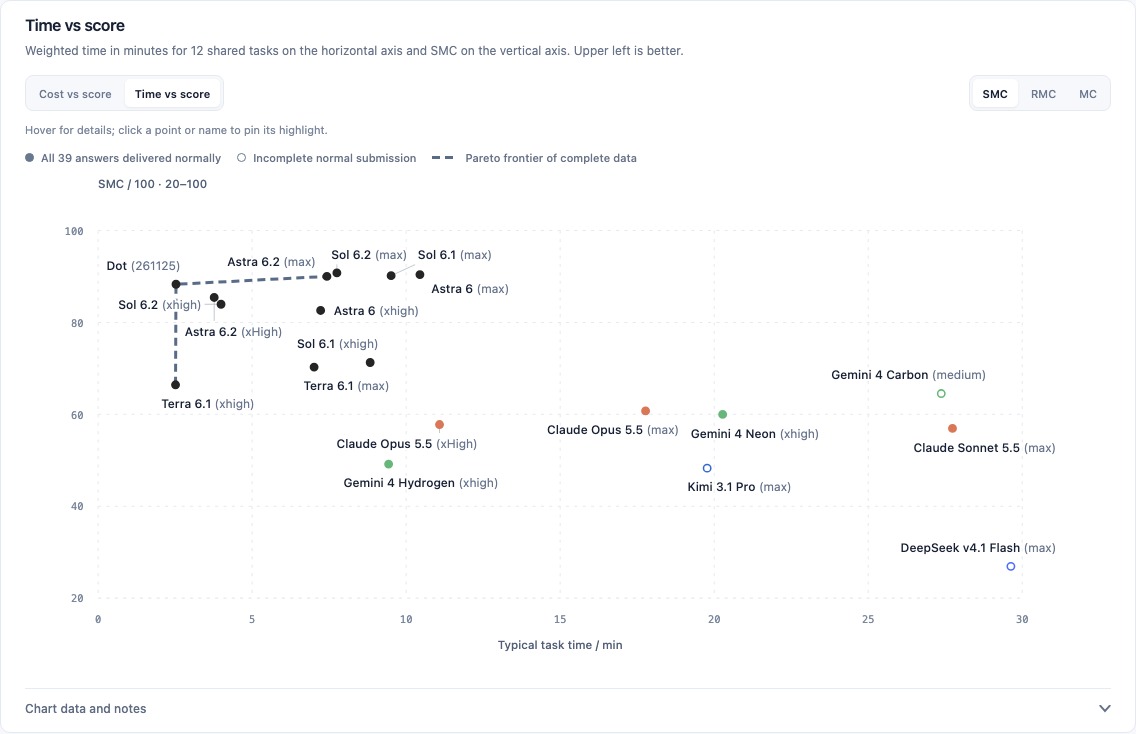 Time vs score
Weighted time in minutes for 12 shared tasks on the horizontal axis and SMC on the vertical axis. Upper left is better.
Cost vs score
Time vs score
SMC
RMC
MC
Hover for details; click a point or name to pin its highlight.
All 39 answers delivered normally
Incomplete normal submission
Pareto frontier of complete data
SMC / 100 · 20–100
100
80
60
40
20
Dot (261125)
Astra 6.2 (max)
Sol 6.2 (max)
Sol 6.1 (max)
Astra 6 (max)
Sol 6.2 (xhigh)
Astra 6 (xhigh)
Astra 6.2 (xHigh)
Sol 6.1 (xhigh)
Terra 6.1 (max)
Terra 6.1 (xhigh)
Gemini 4 Carbon (medium)
Claude Opus 5.5 (xHigh)
Claude Opus 5.5 (max)
Gemini 4 Neon (xhigh)
Claude Sonnet 5.5 (max)
Gemini 4 Hydrogen (xhigh)
Kimi 3.1 Pro (max)
DeepSeek v4.1 Flash (max)
0
5
10
15
20
25
30
Typical task time / min
Chart data and notes